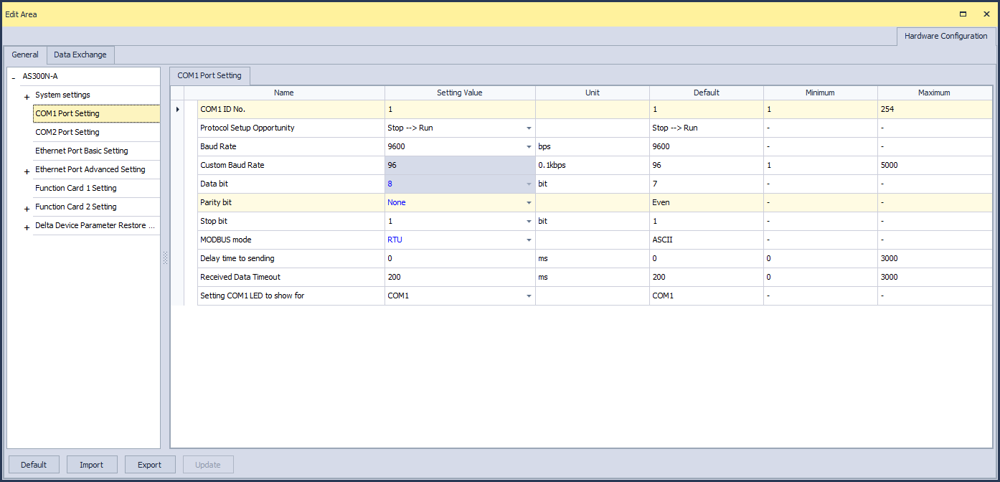 Edit Area
Hardware Configuration
General Data Exchange
- AS300N-A
+ System settings
COM1 Port Setting
COM2 Port Setting
Ethernet Port Basic Setting
+ Ethernet Port Advanced Setting
Function Card 1 Setting
+ Function Card 2 Setting
+ Delta Device Parameter Restore ...
COM1 Port Setting
Name Setting Value Unit Default Minimum Maximum
COM1 ID No. 1 1 1 254
Protocol Setup Opportunity Stop --> Run Stop --> Run - -
Baud Rate 9600 bps 9600 - -
Custom Baud Rate 96 0.1kbps 96 1 5000
Data bit 8 bit 7 - -
Parity bit None Even - -
Stop bit 1 bit 1 - -
MODBUS mode RTU ASCII - -
Delay time to sending 0 ms 0 0 3000
Received Data Timeout 200 ms 200 0 3000
Setting COM1 LED to show for COM1 COM1 - -
Default Import Export Update